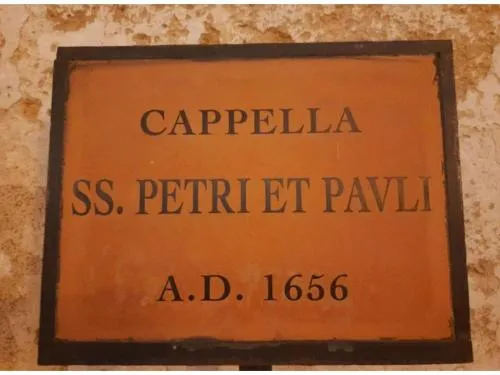 CAPPELLA
SS. PETRI ET PAVLI
A.D. 1656